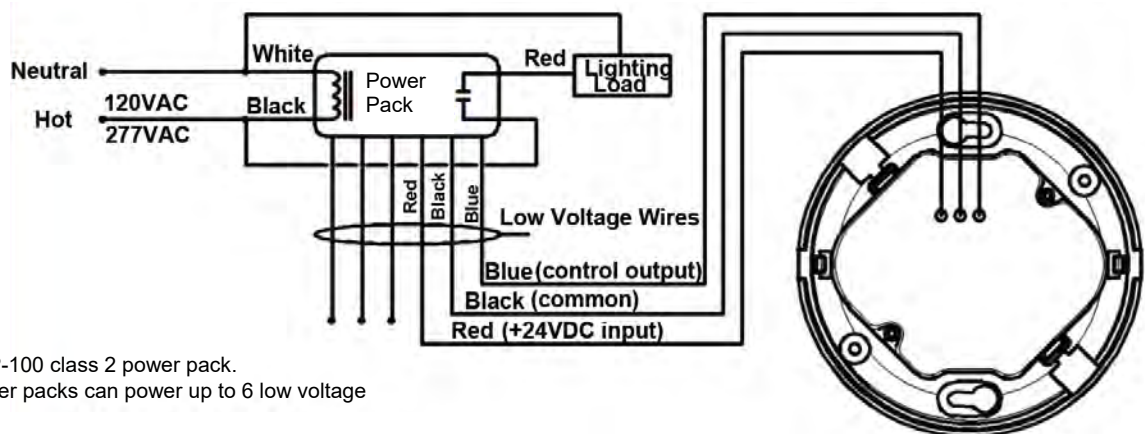 White
Neutral
Power
Pack
Red
Lighting
Load
120VAC
Black
Hot
277VAC
Red
Black
Blue
Low Voltage Wires
Blue (control output)
Black (common)
Red (+24VDC input)
-100 class 2 power pack.
er packs can power up to 6 low voltage